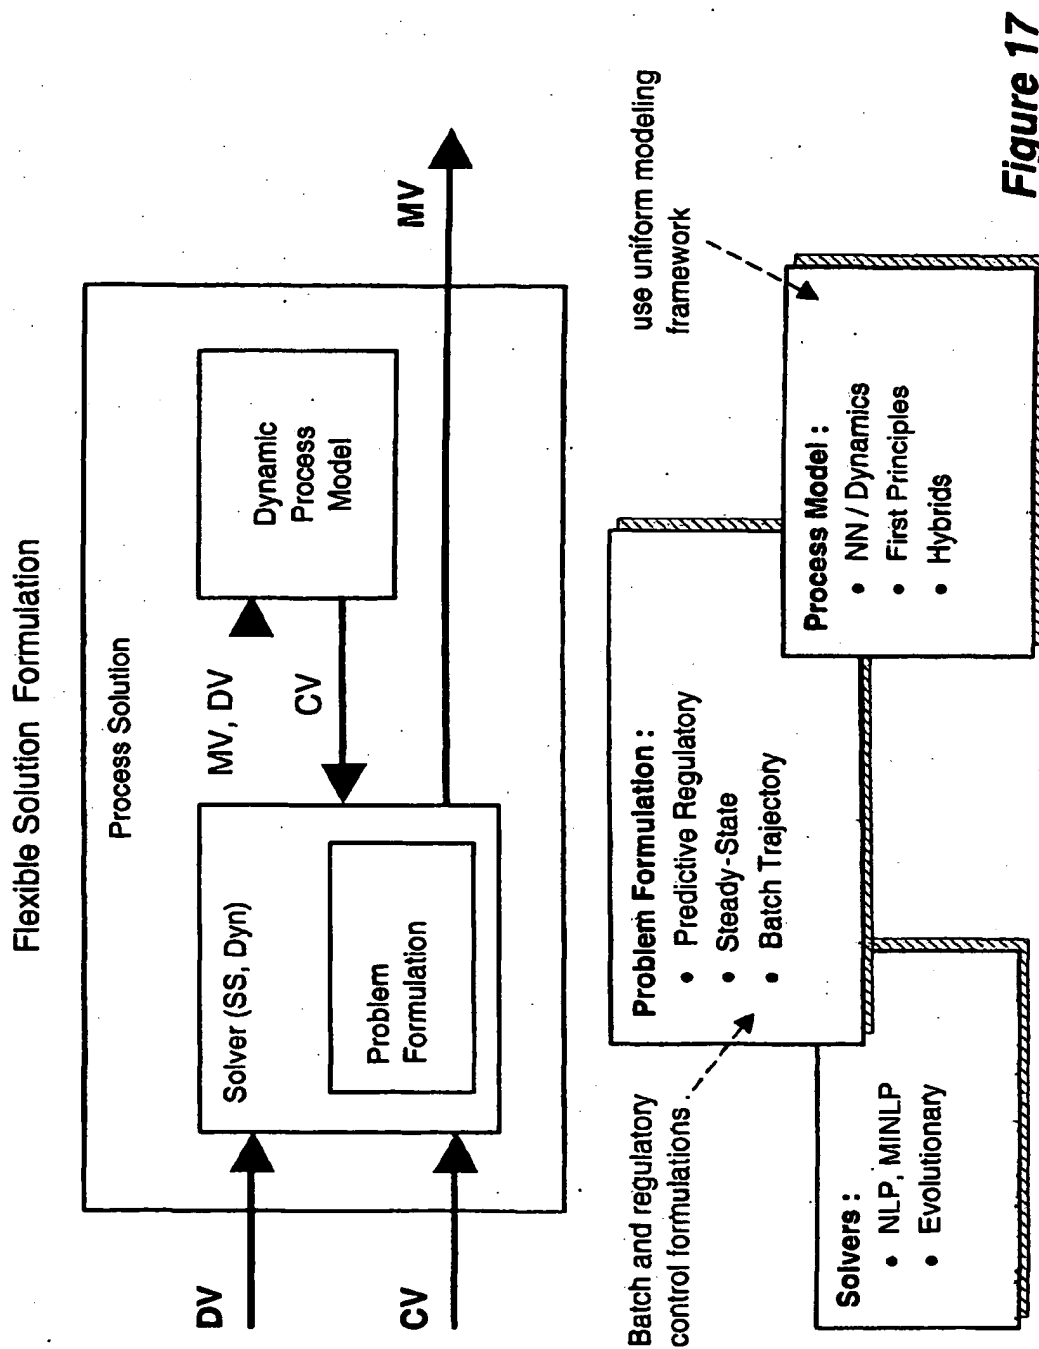 Flexible Solution Formulation
Process Solution
DV
CV
Solver (SS, Dyn)
Problem
Formulation
MV, DV
CV
Dynamic
Process
Model
MV
Batch and regulatory
control formulations
Solvers :
• NLP, MINLP
• Evolutionary
Problem Formulation :
• Predictive Regulatory
• Steady-State
• Batch Trajectory
Process Model :
• NN / Dynamics
• First Principles
• Hybrids
use uniform modeling
framework
Figure 17